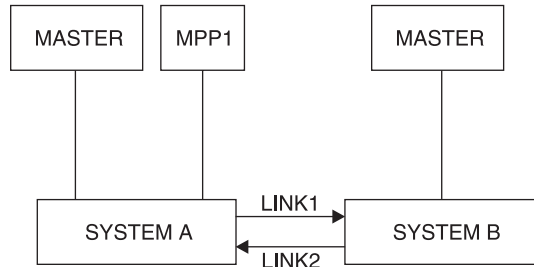 MASTER
MPP1
MASTER
LINK1
SYSTEM A
SYSTEM B
LINK2